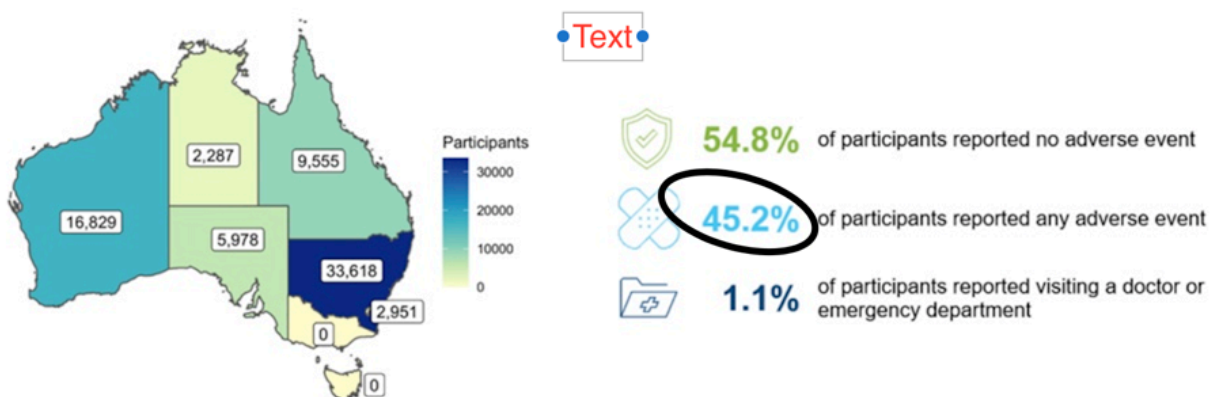 Text
Participants
30000
20000
10000
0
2,287
9,555
16,829
5,978
33,618
2,951
0
0
54.8% of participants reported no adverse event
45.2% of participants reported any adverse event
1.1% of participants reported visiting a doctor or
emergency department